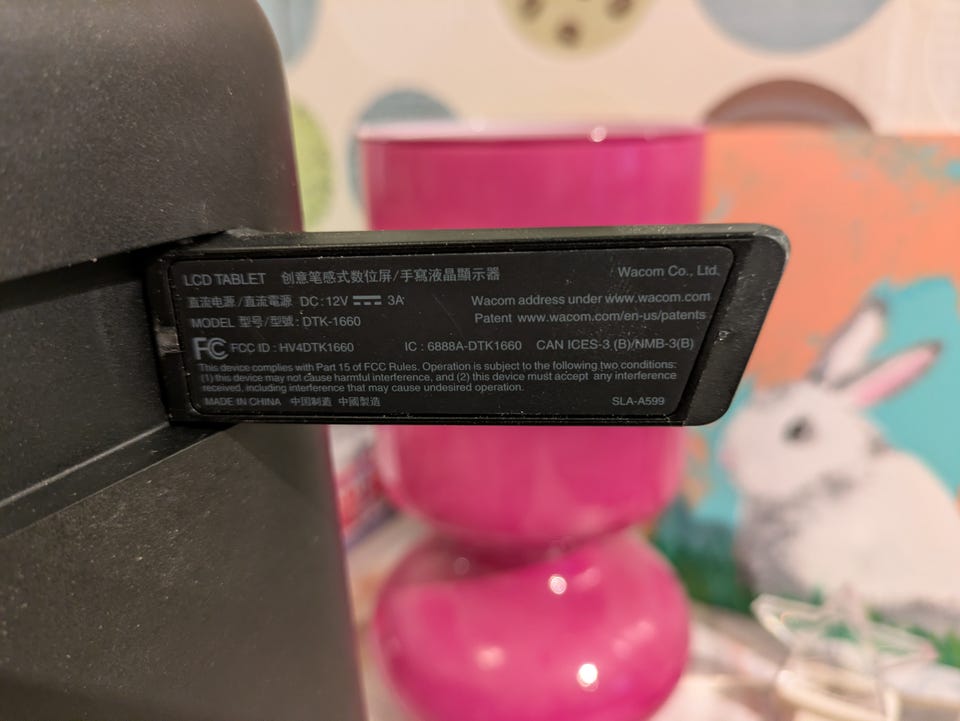 LCD TABLET 创意笔感式数位屏/手寫液晶顯示器 Wacom Co., Ltd.
直流电源/直流電源 DC: 12V ⎓ 3A Wacom address under www.wacom.com
MODEL 型号/型號: DTK-1660 Patent www.wacom.com/en-us/patents
FC FCC ID : HV4DTK1660 IC : 6888A-DTK1660 CAN ICES-3 (B)/NMB-3(B)
This device complies with Part 15 of FCC Rules. Operation is subject to the following two conditions:
(1) this device may not cause harmful interference, and (2) this device must accept any interference
received, including interference that may cause undesired operation.
MADE IN CHINA 中国制造 中國製造 SLA-A599